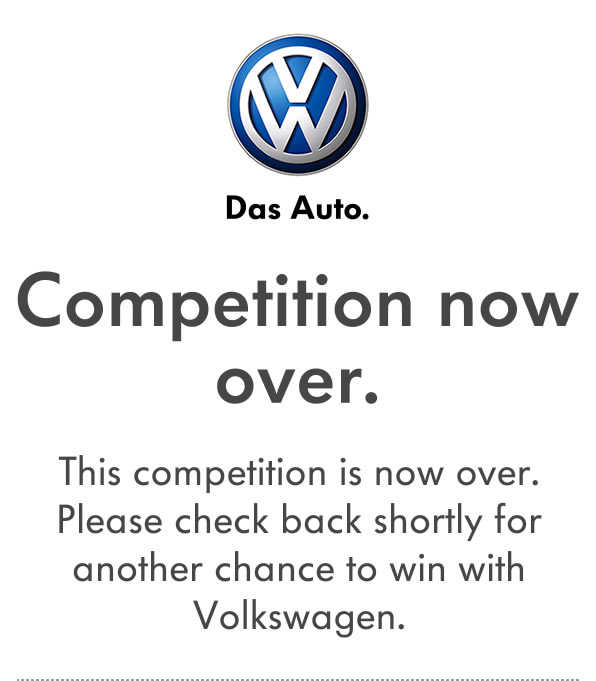 Das Auto.
Competition now
over.
This competition is now over.
Please check back shortly for
another chance to win with
Volkswagen.